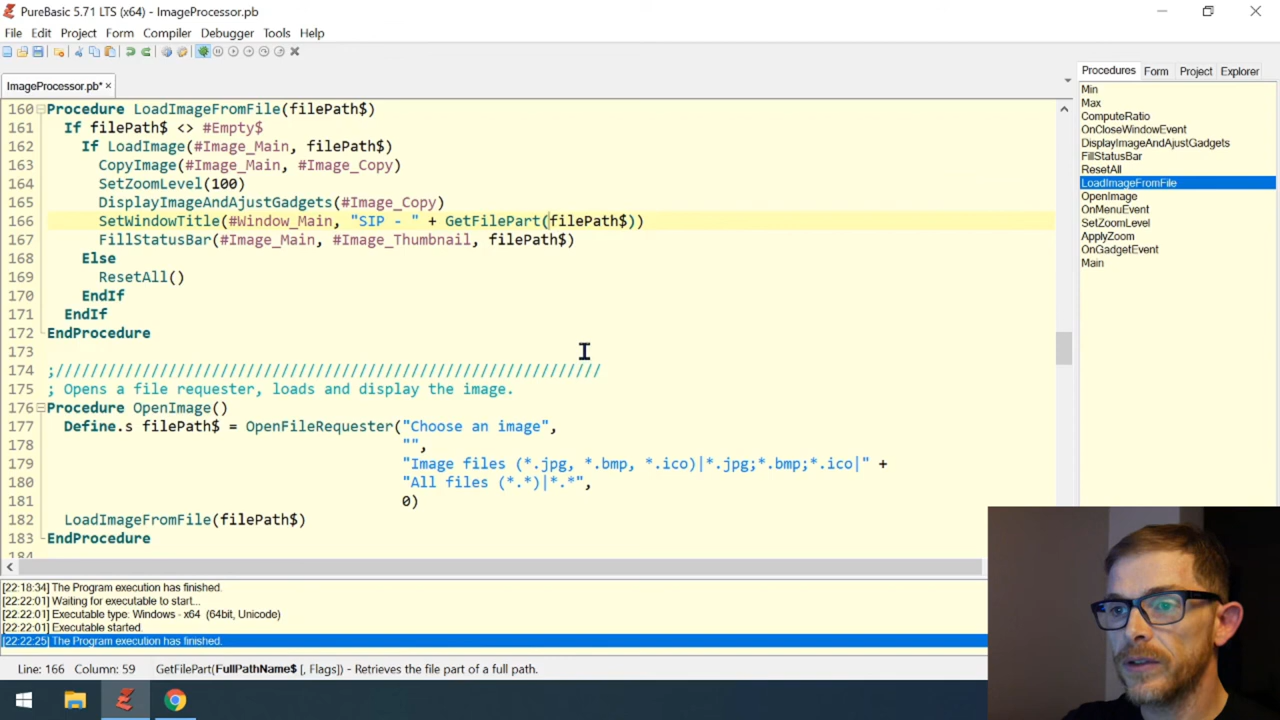 PureBasic 5.71 LTS (x64) - ImageProcessor.pb
File Edit Project Form Compiler Debugger Tools Help
ImageProcessor.pb*
Procedures Form Project Explorer
160 Procedure LoadImageFromFile(filePath$)
161 If filePath$ <> #Empty$
162 If LoadImage(#Image_Main, filePath$)
163 CopyImage(#Image_Main, #Image_Copy)
164 SetZoomLevel(100)
165 DisplayImageAndAjustGadgets(#Image_Copy)
166 SetWindowTitle(#Window_Main, "SIP - " + GetFilePart(filePath$))
167 FillStatusBar(#Image_Main, #Image_Thumbnail, filePath$)
168 Else
169 ResetAll()
170 EndIf
171 EndIf
172 EndProcedure
173
174 ;///////////////////////////////////////////////////////////////
175 ; Opens a file requester, loads and display the image.
176 Procedure OpenImage()
177 Define.s filePath$ = OpenFileRequester("Choose an image",
178 "",
179 "Image files (*.jpg, *.bmp, *.ico)|*.jpg;*.bmp;*.ico|" +
180 "All files (*.*)|*.*",
181 0)
182 LoadImageFromFile(filePath$)
183 EndProcedure
184
Min
Max
ComputeRatio
OnCloseWindowEvent
DisplayImageAndAjustGadgets
FillStatusBar
ResetAll
LoadImageFromFile
OpenImage
OnMenuEvent
SetZoomLevel
ApplyZoom
OnGadgetEvent
Main
[22:18:34] The Program execution has finished.
[22:22:01] Waiting for executable to start...
[22:22:01] Executable type: Windows - x64 (64bit, Unicode)
[22:22:01] Executable started.
[22:22:25] The Program execution has finished.
Line: 166 Column: 59 GetFilePart(FullPathName$ [, Flags]) - Retrieves the file part of a full path.